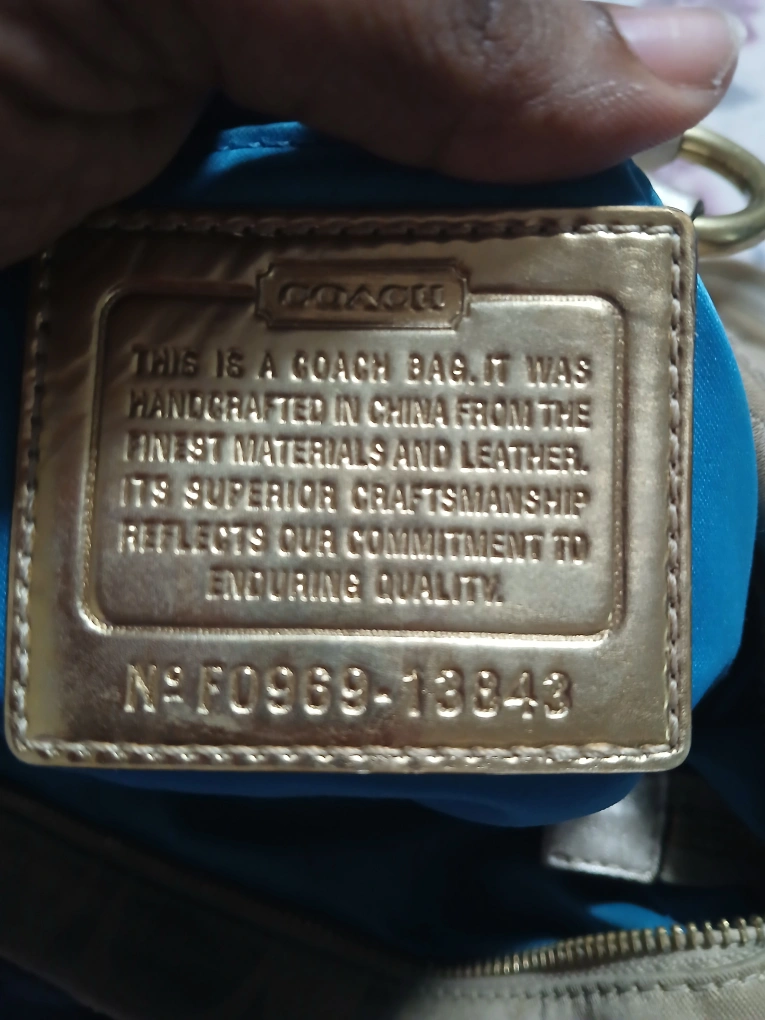 COACH
THIS IS A COACH BAG. IT WAS
HANDCRAFTED IN CHINA FROM THE
FINEST MATERIALS AND LEATHER.
ITS SUPERIOR CRAFTSMANSHIP
REFLECTS OUR COMMITMENT TO
ENDURING QUALITY.
Nº F0969-13843